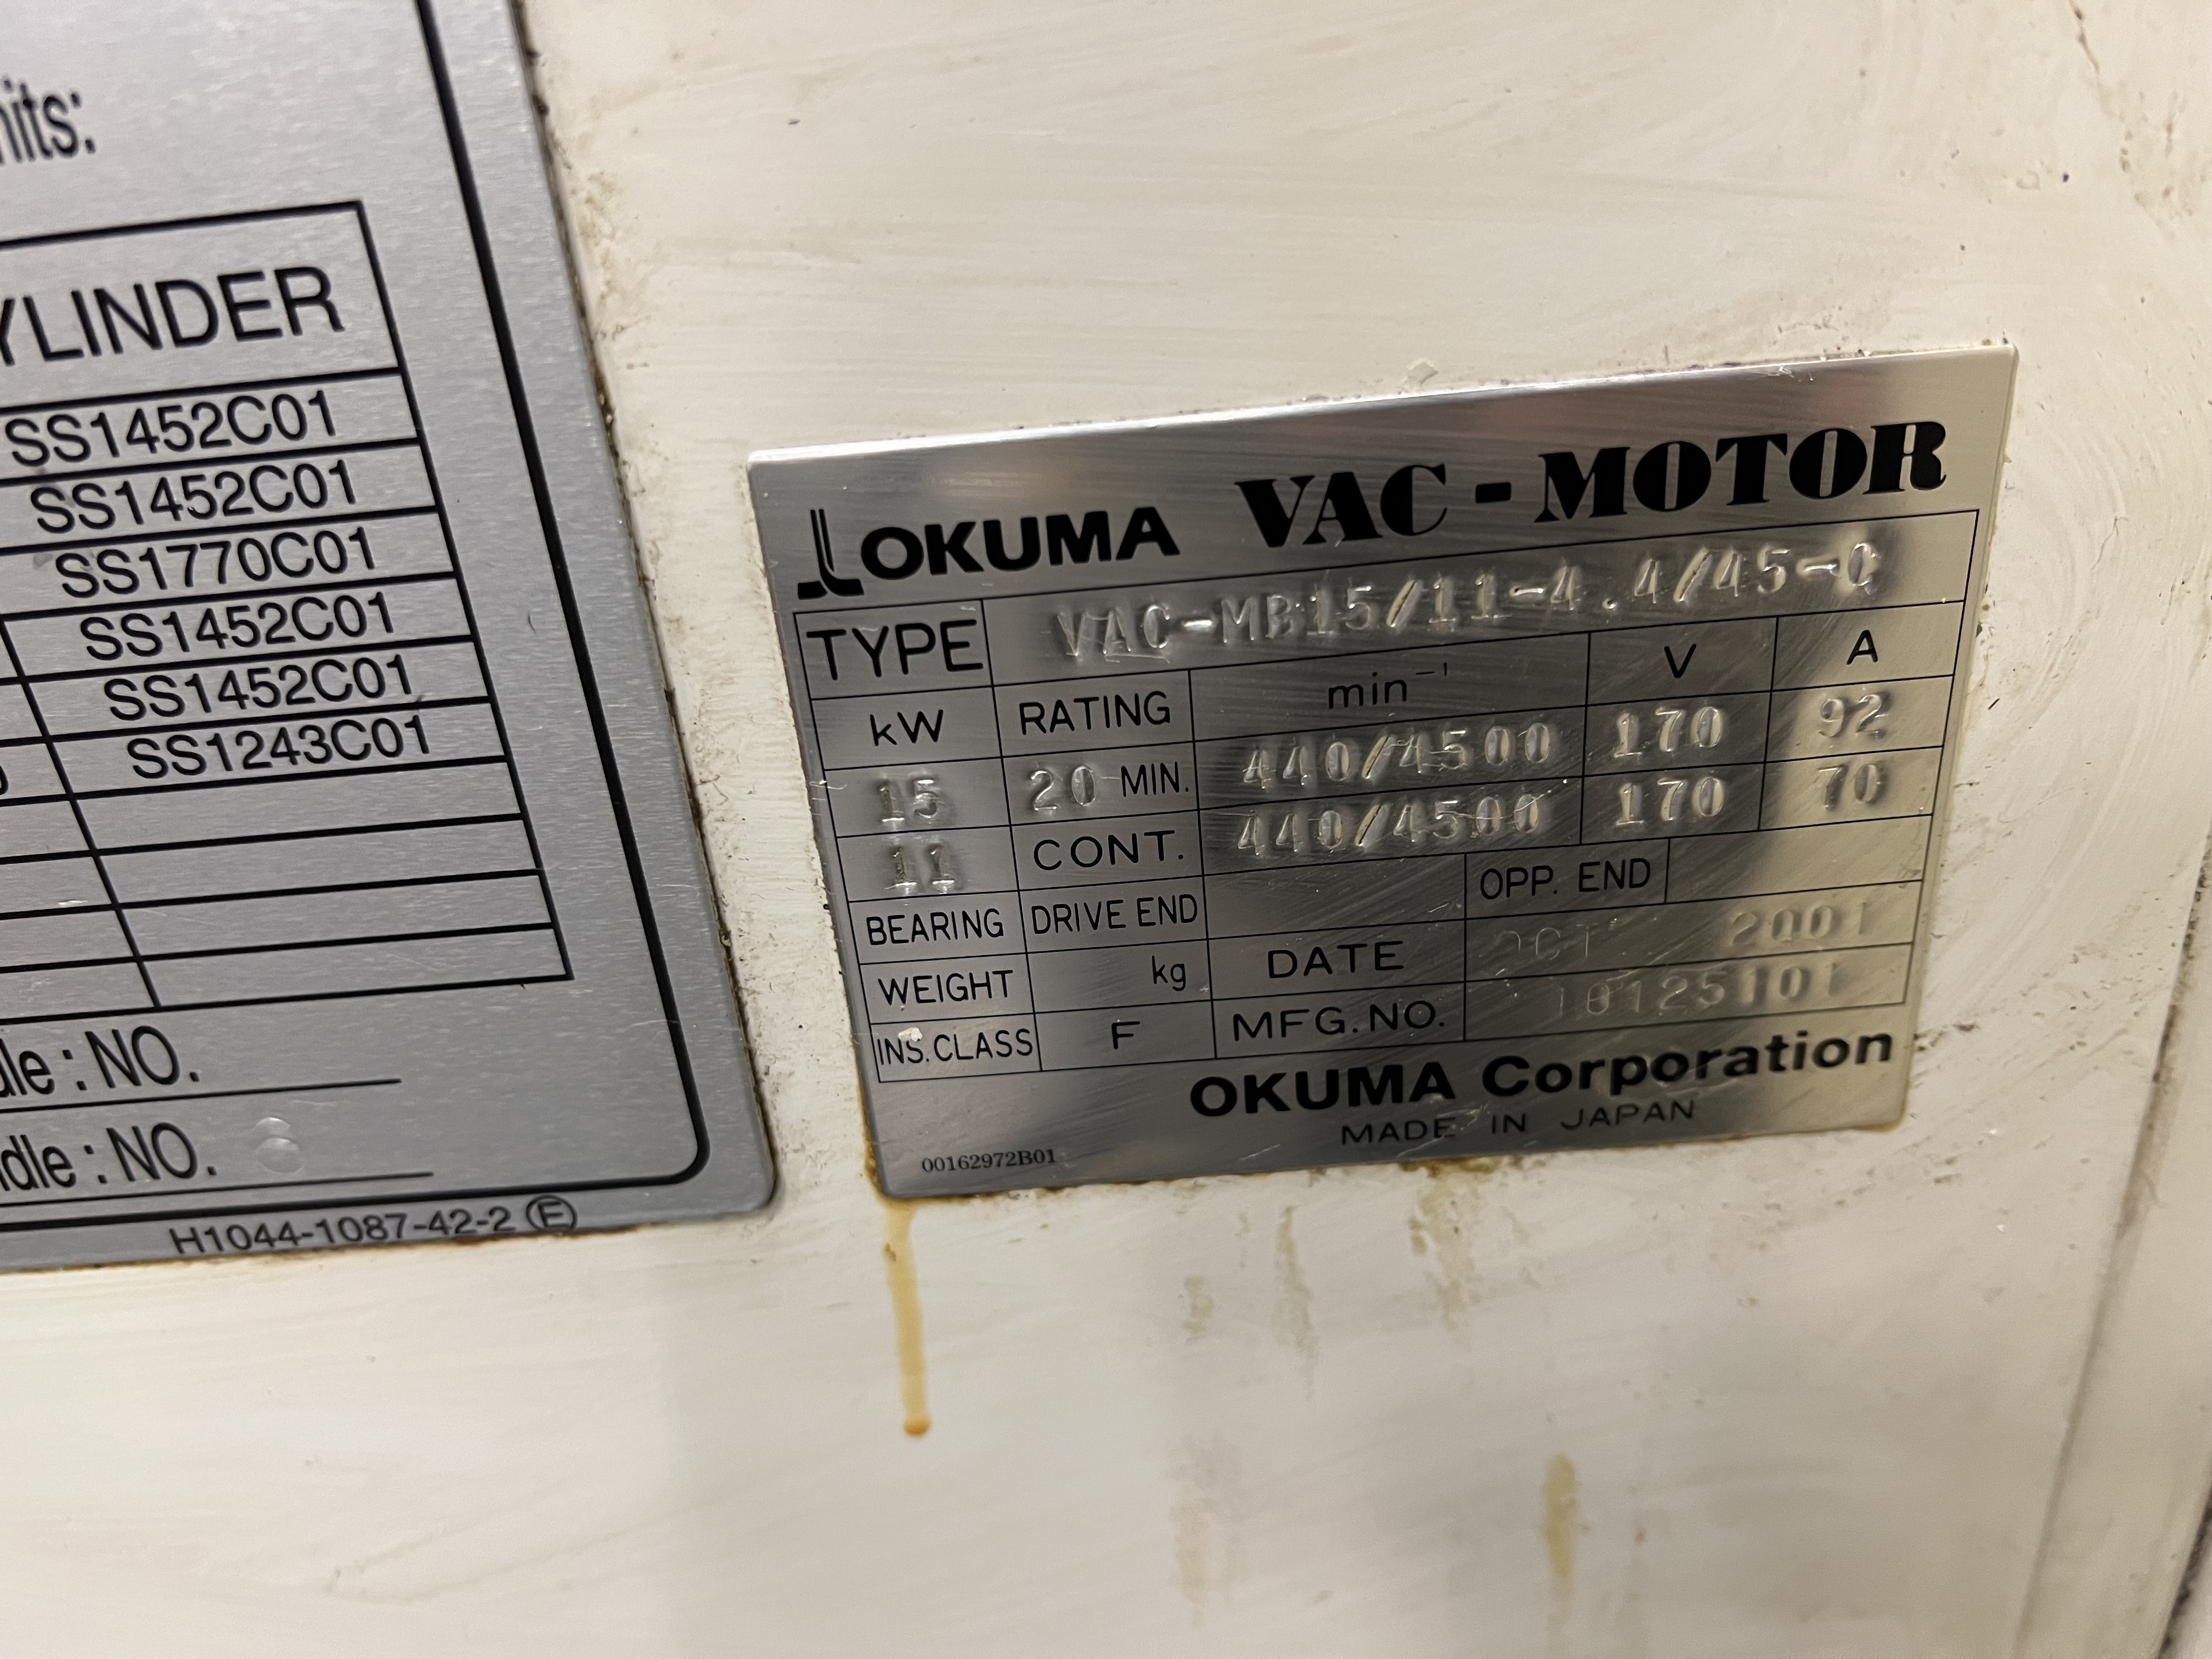 nits:
YLINDER
SS1452C01
SS1452C01
SS1770C01
SS1452C01
SS1452C01
SS1243C01
dle : NO.
dle : NO.
H1044-1087-42-2 E
OKUMA VAC-MOTOR
TYPE VAC-MB15/11-4.4/45-C
kW RATING min⁻¹ V A
15 20 MIN. 440/4500 170 92
11 CONT. 440/4500 170 70
BEARING DRIVE END OPP. END
WEIGHT kg DATE OCT 2001
INS. CLASS F MFG. NO.
OKUMA Corporation
MADE IN JAPAN
00162972B01